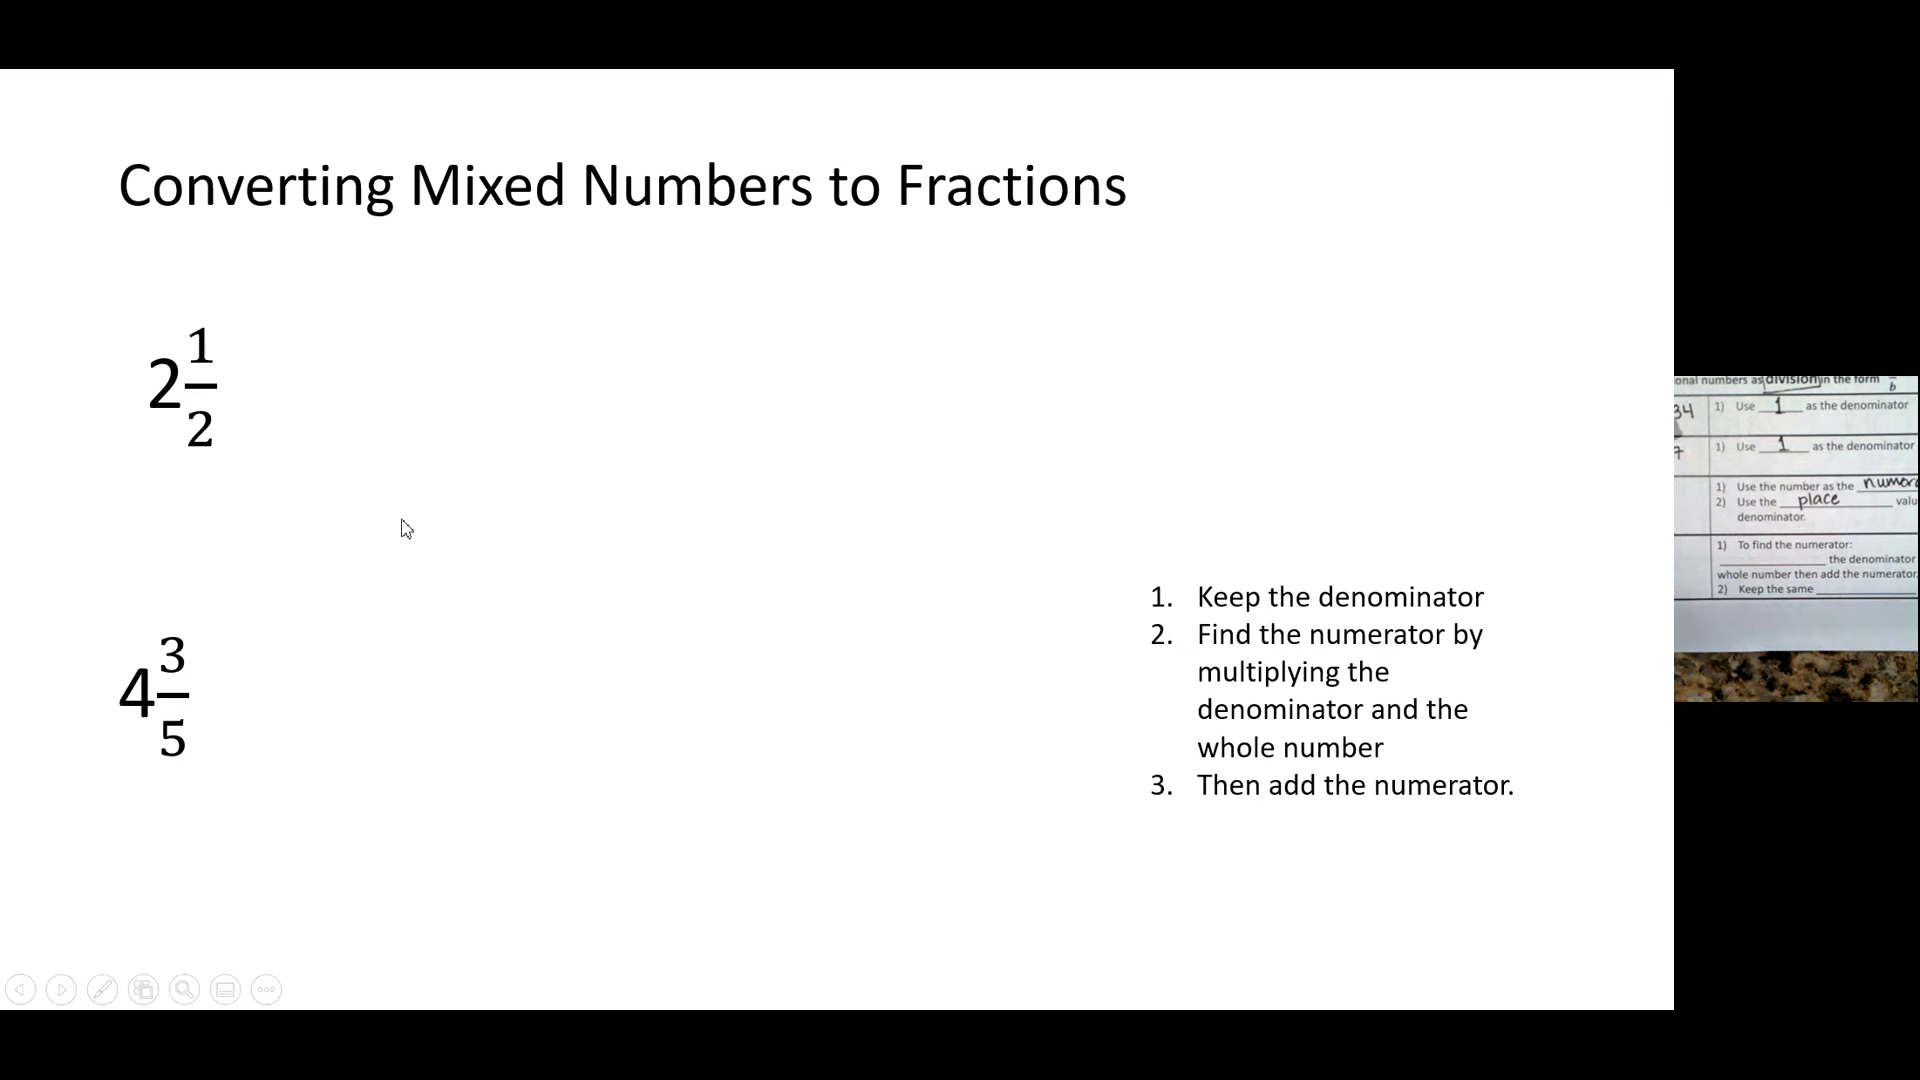 Converting Mixed Numbers to Fractions
2 1/2
4 3/5
1. Keep the denominator
2. Find the numerator by
multiplying the
denominator and the
whole number
3. Then add the numerator.
onal numbers as division in the form /b
34
1) Use 1 as the denominator
7
1) Use 1 as the denominator
1) Use the number as the numer
2) Use the place valu
denominator.
1) To find the numerator:
the denominator
whole number then add the numerator.
2) Keep the same